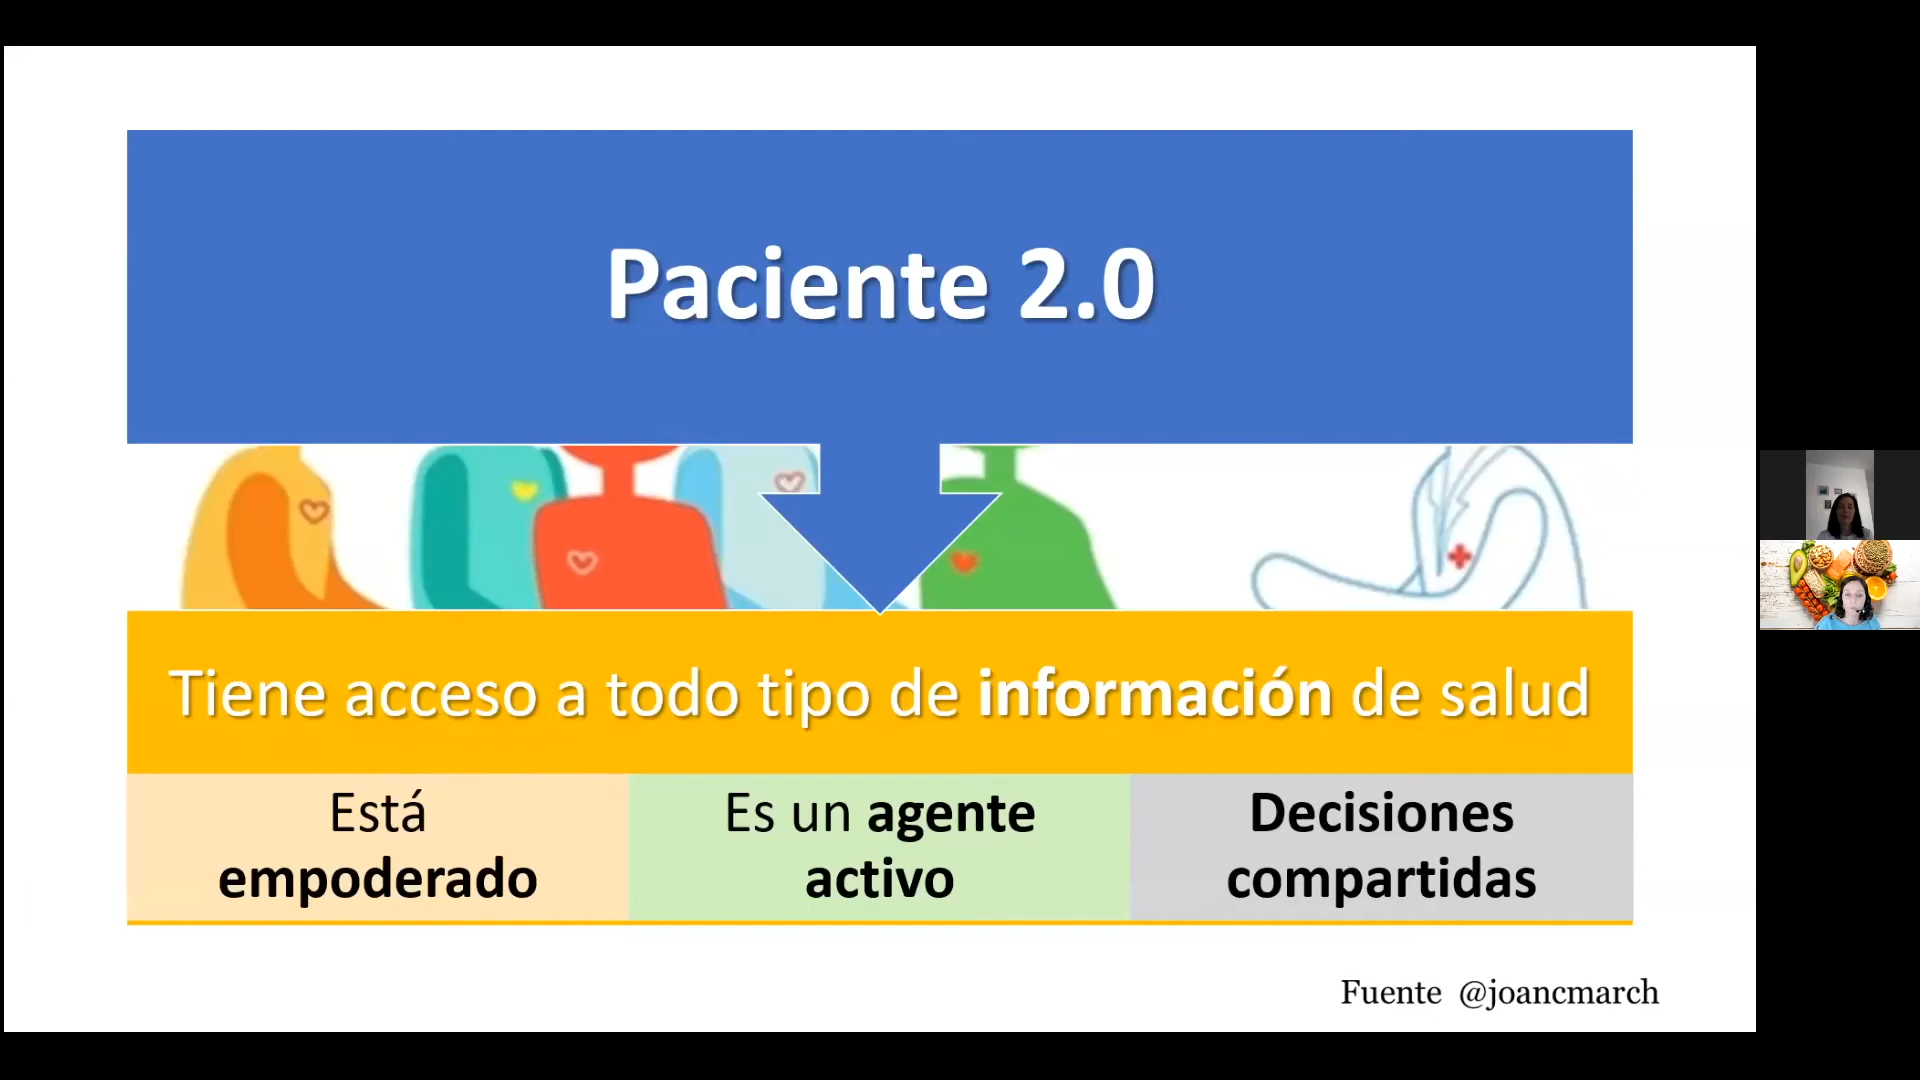 Paciente 2.0
Tiene acceso a todo tipo de información de salud
Está
empoderado
Es un agente
activo
Decisiones
compartidas
Fuente @joancmarch